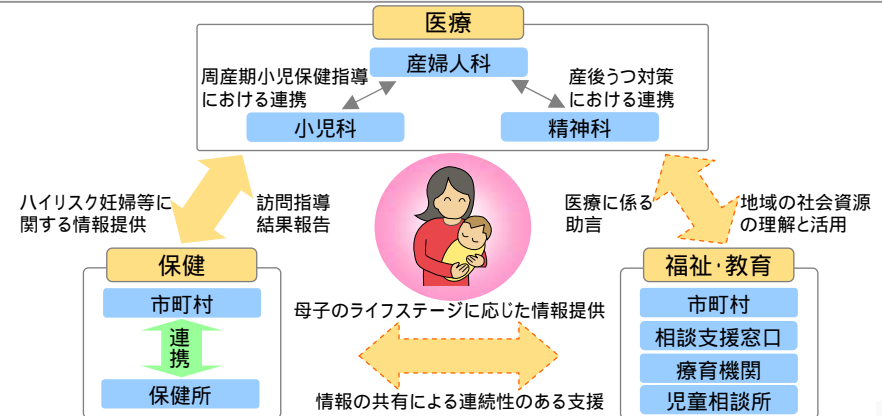 医療
産婦人科
周産期小児保健指導
における連携
産後うつ対策
における連携
小児科
精神科
ハイリスク妊婦等に
関する情報提供
訪問指導
結果報告
医療に係る
助言
地域の社会資源
の理解と活用
保健
市町村
連
携
保健所
母子のライフステージに応じた情報提供
情報の共有による連続性のある支援
福祉・教育
市町村
相談支援窓口
療育機関
児童相談所